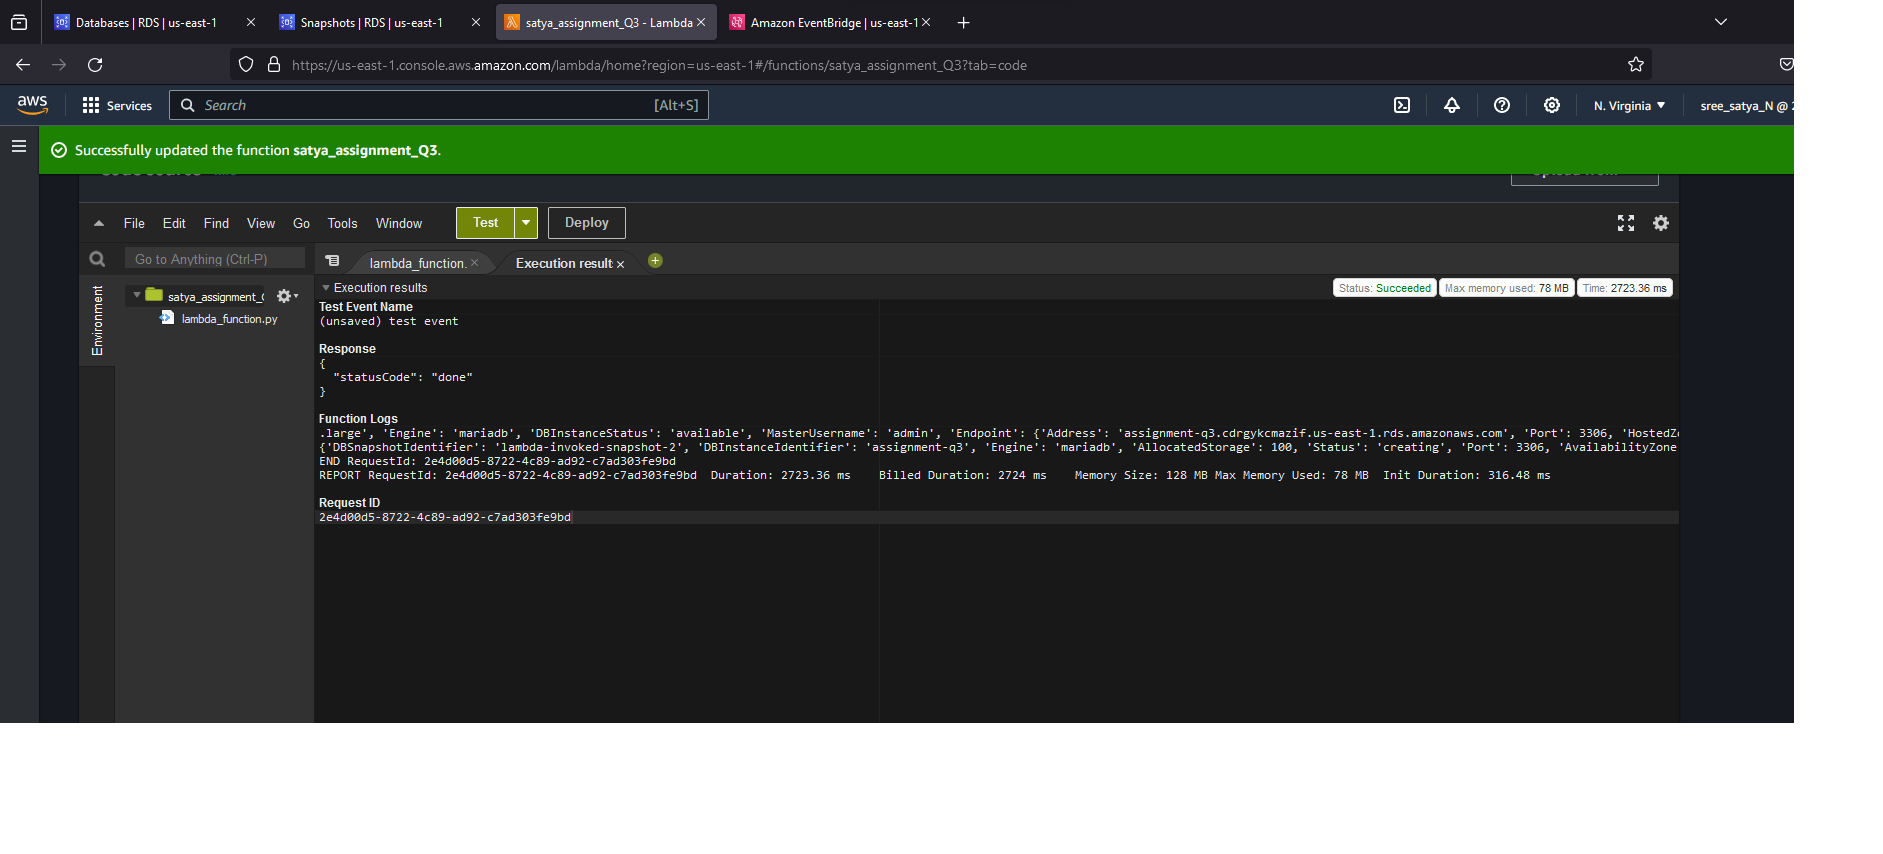 Databases | RDS | us-east-1
Snapshots | RDS | us-east-1
satya_assignment_Q3 - Lambda
Amazon EventBridge | us-east-1
https://us-east-1.console.aws.amazon.com/lambda/home?region=us-east-1#/functions/satya_assignment_Q3?tab=code
aws
Services
Search
[Alt+S]
N. Virginia
sree_satya_N @
Successfully updated the function satya_assignment_Q3.
File Edit Find View Go Tools Window
Test
Deploy
Go to Anything (Ctrl-P)
lambda_function.
Execution result
Environment
satya_assignment_
lambda_function.py
Execution results
Status: Succeeded
Max memory used: 78 MB
Time: 2723.36 ms
Test Event Name
(unsaved) test event
Response
{
"statusCode": "done"
}
Function Logs
.large', 'Engine': 'mariadb', 'DBInstanceStatus': 'available', 'MasterUsername': 'admin', 'Endpoint': {'Address': 'assignment-q3.cdrgykcmazif.us-east-1.rds.amazonaws.com', 'Port': 3306, 'HostedZ
{'DBSnapshotIdentifier': 'lambda-invoked-snapshot-2', 'DBInstanceIdentifier': 'assignment-q3', 'Engine': 'mariadb', 'AllocatedStorage': 100, 'Status': 'creating', 'Port': 3306, 'AvailabilityZone
END RequestId: 2e4d00d5-8722-4c89-ad92-c7ad303fe9bd
REPORT RequestId: 2e4d00d5-8722-4c89-ad92-c7ad303fe9bd Duration: 2723.36 ms Billed Duration: 2724 ms Memory Size: 128 MB Max Memory Used: 78 MB Init Duration: 316.48 ms
Request ID
2e4d00d5-8722-4c89-ad92-c7ad303fe9bd